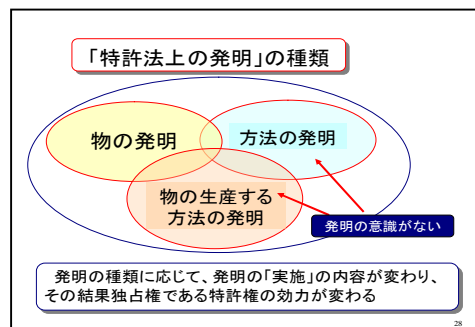 「特許法上の発明」の種類
物の発明
方法の発明
物の生産する
方法の発明
発明の意識がない
発明の種類に応じて、発明の「実施」の内容が変わり、
その結果独占権である特許権の効力が変わる
28